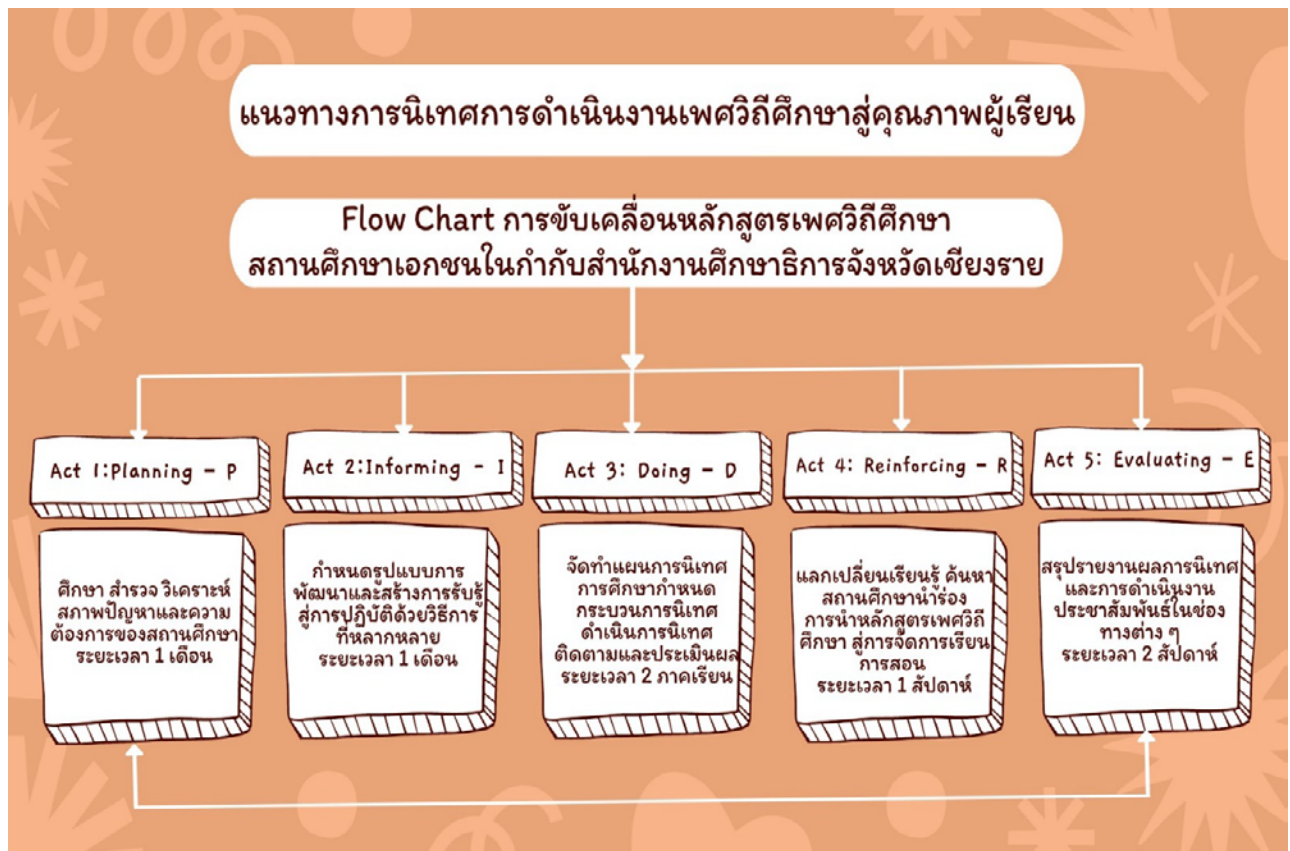 แนวทางการนิเทศการดำเนินงานเพศวิถีศึกษาสู่คุณภาพผู้เรียน
Flow Chart การขับเคลื่อนหลักสูตรเพศวิถีศึกษา
สถานศึกษาเอกชนในกำกับสำนักงานศึกษาธิการจังหวัดเชียงราย
Act 1:Planning - P
ศึกษา สำรวจ วิเคราะห์
สภาพปัญหาและความ
ต้องการของสถานศึกษา
ระยะเวลา 1 เดือน
Act 2:Informing - I
กำหนดรูปแบบการ
พัฒนาและสร้างการรับรู้
สู่การปฏิบัติด้วยวิธีการ
ที่หลากหลาย
ระยะเวลา 1 เดือน
Act 3: Doing - D
จัดทำแผนการนิเทศ
การศึกษากำหนด
กระบวนการนิเทศ
ดำเนินการนิเทศ
ติดตามและประเมินผล
ระยะเวลา 2 ภาคเรียน
Act 4: Reinforcing - R
แลกเปลี่ยนเรียนรู้ ค้นหา
สถานศึกษานำร่อง
การนำหลักสูตรเพศวิถี
ศึกษา สู่การจัดการเรียน
การสอน
ระยะเวลา 1 สัปดาห์
Act 5: Evaluating - E
สรุปรายงานผลการนิเทศ
และการดำเนินงาน
ประชาสัมพันธ์ในช่อง
ทางต่าง ๆ
ระยะเวลา 2 สัปดาห์